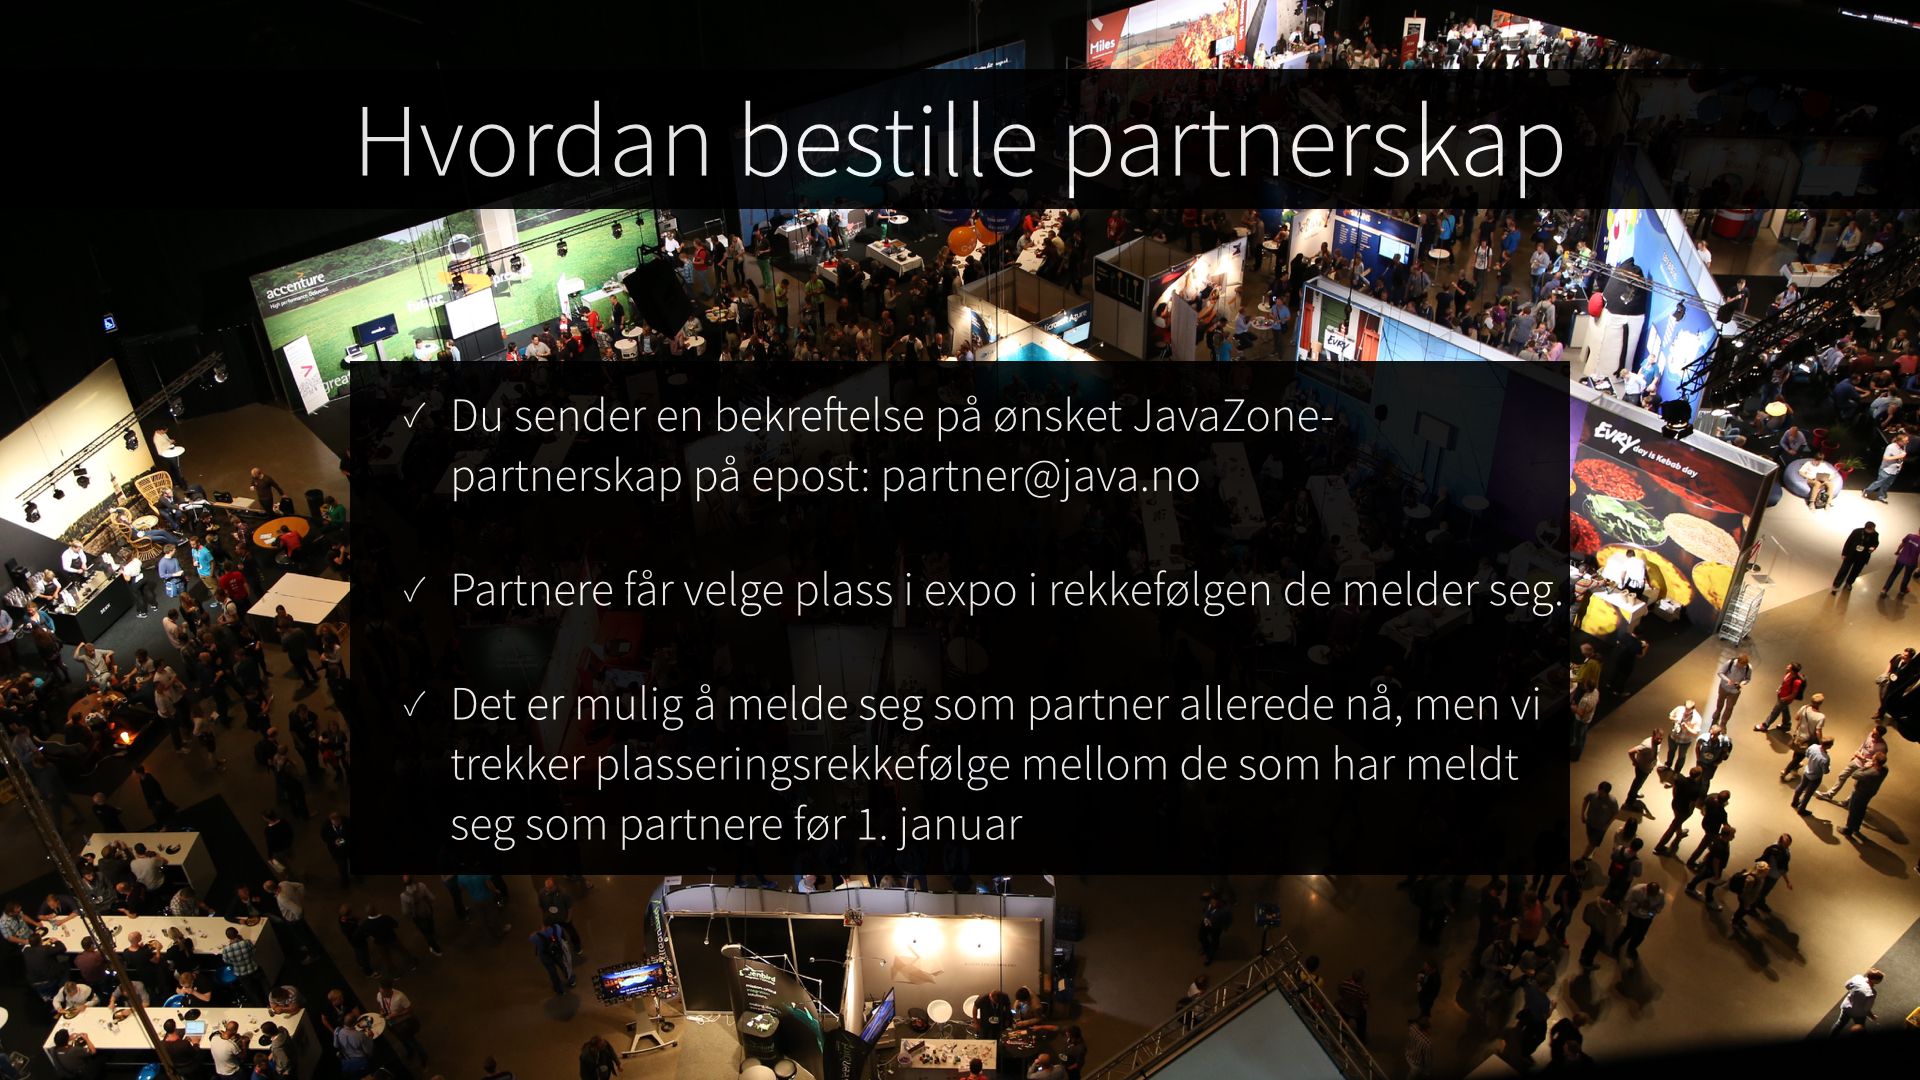 Miles
Hvordan bestille partnerskap
accenture
High performance. Delivered.
great
EVRY
✓ Du sender en bekreftelse på ønsket JavaZone-
partnerskap på epost: partner@java.no
EVRY day is Kebab day
✓ Partnere får velge plass i expo i rekkefølgen de melder seg.
✓ Det er mulig å melde seg som partner allerede nå, men vi
trekker plasseringsrekkefølge mellom de som har meldt
seg som partnere før 1. januar